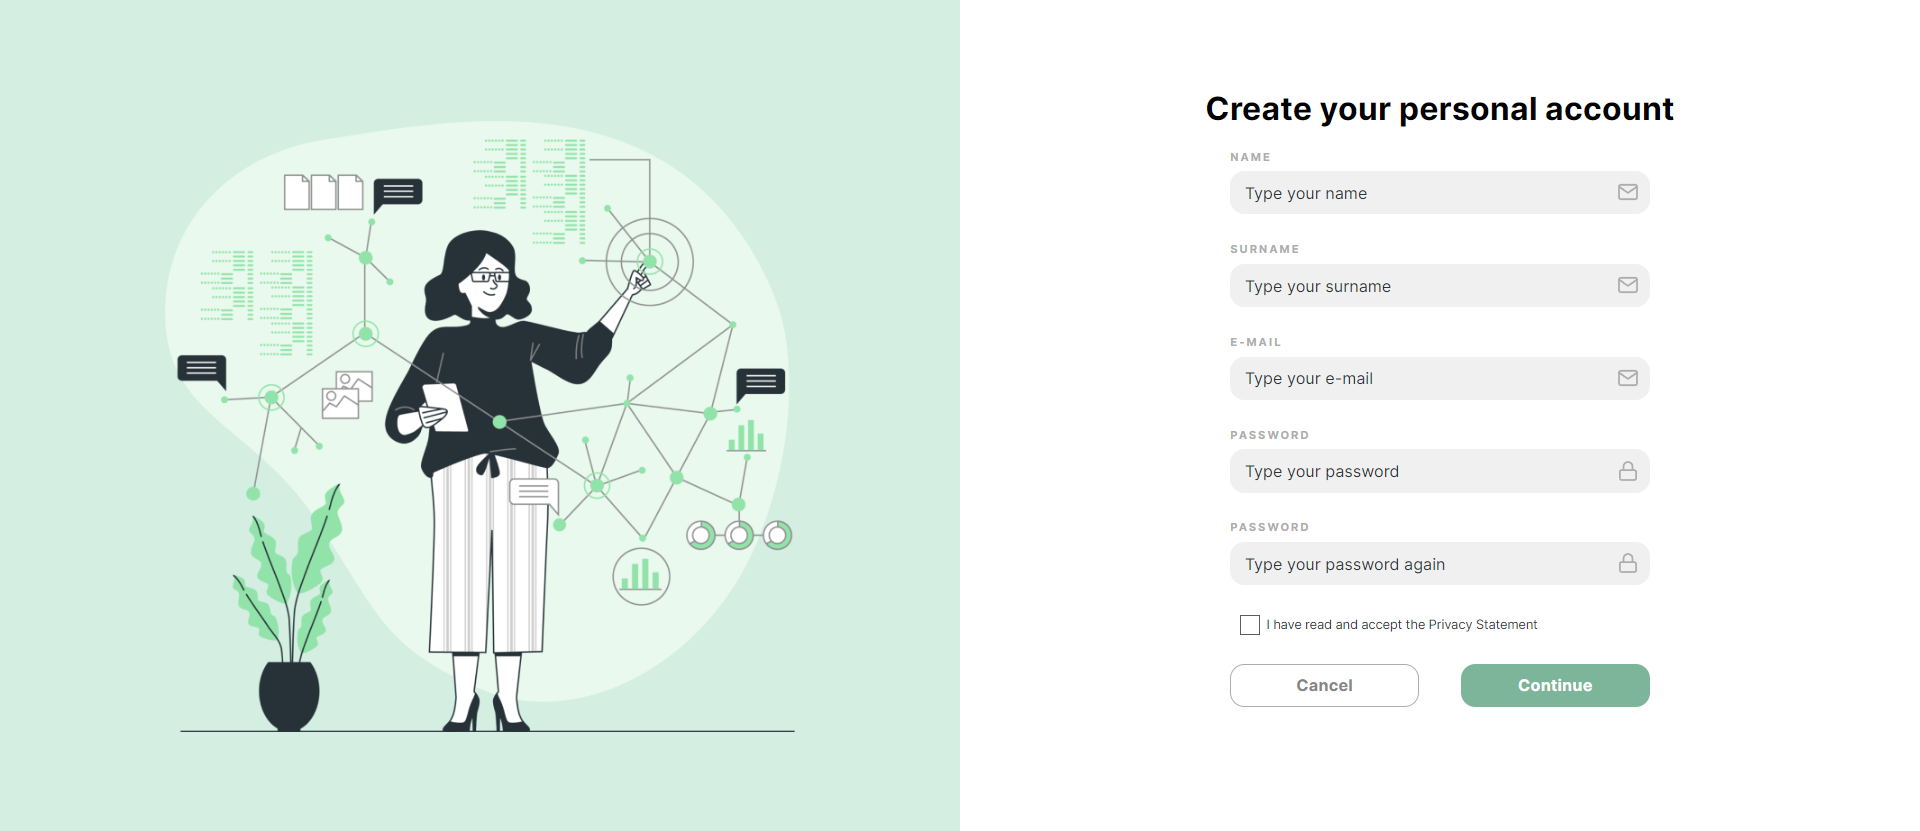 Create your personal account
NAME
Type your name
SURNAME
Type your surname
E-MAIL
Type your e-mail
PASSWORD
Type your password
PASSWORD
Type your password again
I have read and accept the Privacy Statement
Cancel
Continue